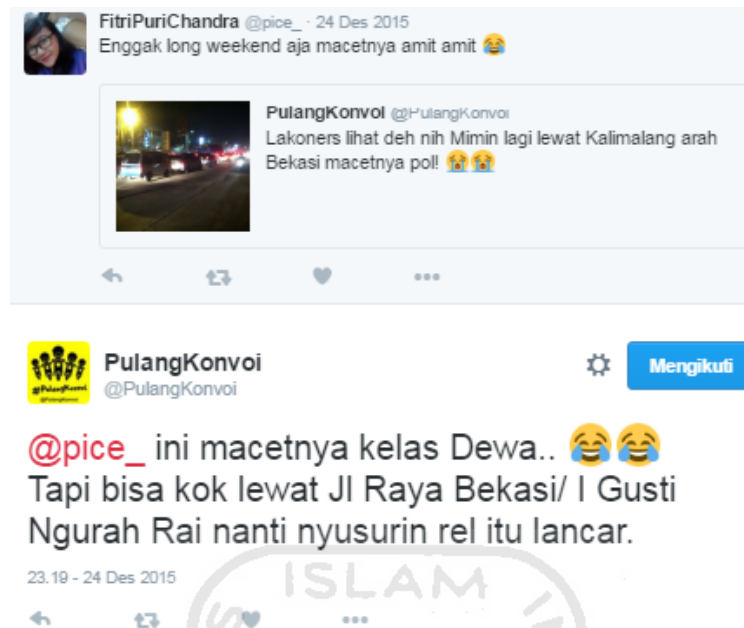 FitriPuriChandra @pice_ · 24 Des 2015
Enggak long weekend aja macetnya amit amit 😂
PulangKonvoi @PulangKonvoi
Lakoners lihat deh nih Mimin lagi lewat Kalimalang arah
Bekasi macetnya pol! 😭😭
PulangKonvoi
@PulangKonvoi
Mengikuti
@pice_ ini macetnya kelas Dewa.. 😂😂
Tapi bisa kok lewat Jl Raya Bekasi/ I Gusti
Ngurah Rai nanti nyusurin rel itu lancar.
23.19 - 24 Des 2015
ISLAM